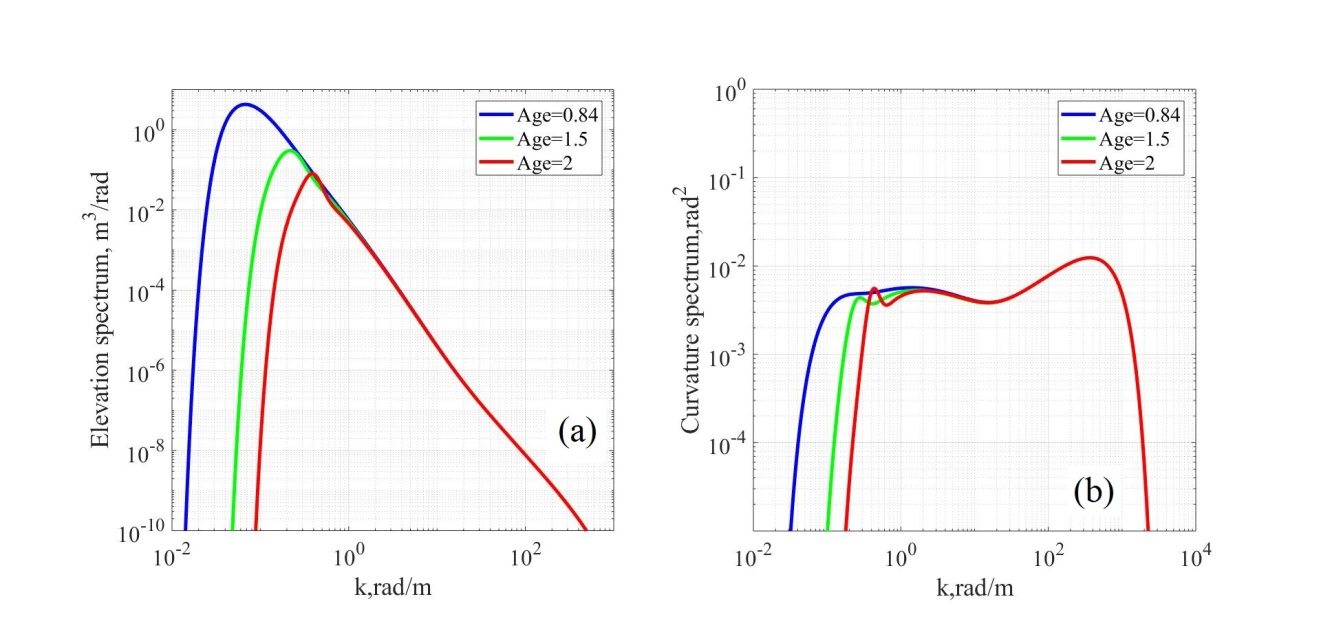 Elevation spectrum, m^3/rad
10^0
10^-2
10^-4
10^-6
10^-8
10^-10
10^-2
10^0
10^2
k,rad/m
Age=0.84
Age=1.5
Age=2
(a)
Curvature spectrum,rad^2
10^0
10^-1
10^-2
10^-3
10^-4
10^-2
10^0
10^2
10^4
k,rad/m
Age=0.84
Age=1.5
Age=2
(b)